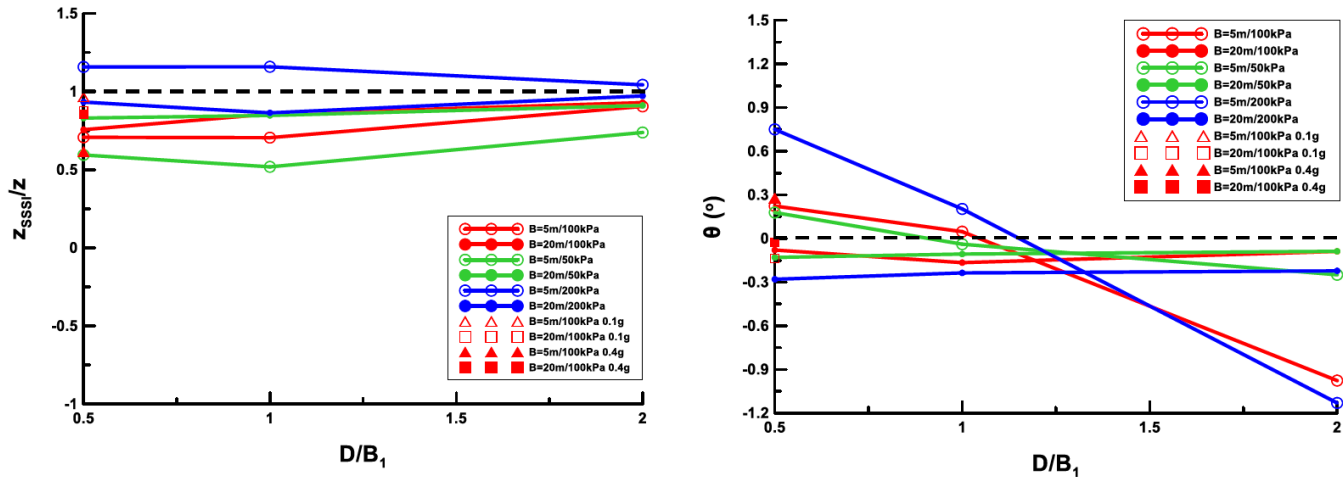 1.5
1
0.5
0
-0.5
-1
0.5
1
1.5
2
zSSSI/z
D/B1
B=5m/100kPa
B=20m/100kPa
B=5m/50kPa
B=20m/50kPa
B=5m/200kPa
B=20m/200kPa
B=5m/100kPa 0.1g
B=20m/100kPa 0.1g
B=5m/100kPa 0.4g
B=20m/100kPa 0.4g
1.5
1.2
0.9
0.6
0.3
0
-0.3
-0.6
-0.9
-1.2
0.5
1
1.5
2
θ (º)
D/B1
B=5m/100kPa
B=20m/100kPa
B=5m/50kPa
B=20m/50kPa
B=5m/200kPa
B=20m/200kPa
B=5m/100kPa 0.1g
B=20m/100kPa 0.1g
B=5m/100kPa 0.4g
B=20m/100kPa 0.4g